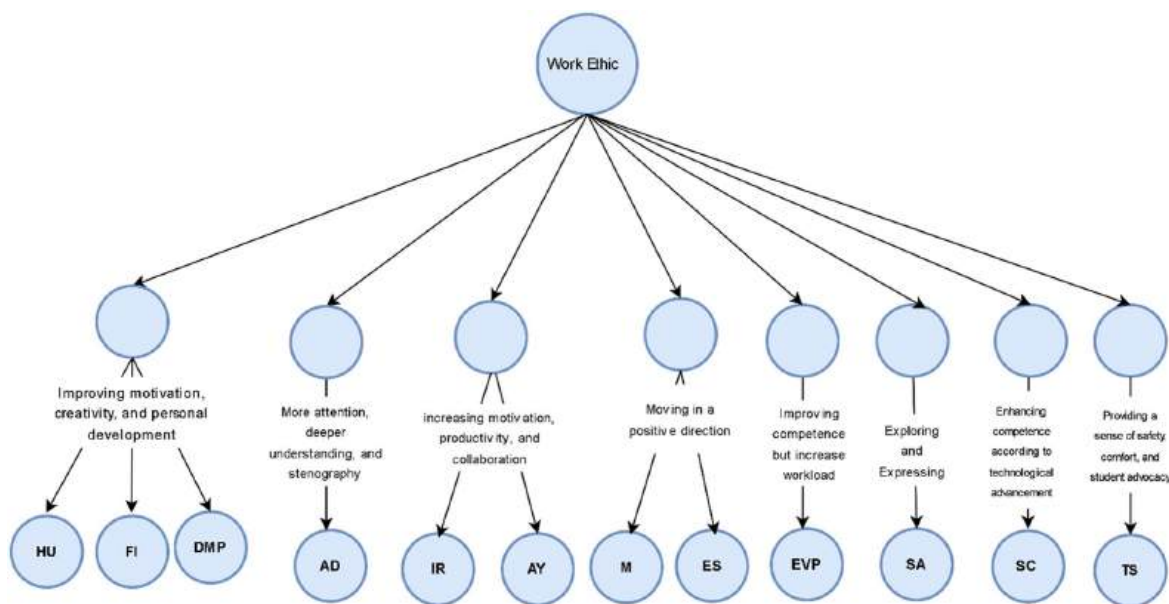 Work Ethic
Improving motivation,
creativity, and personal
development
More attention,
deeper
understanding, and
stenography
increasing motivation,
productivity, and
collaboration
Moving in a
positive direction
Improving
competence
but increase
workload
Exploring
and
Expressing
Enhancing
competence
according to
technological
advancement
Providing a
sense of safety,
comfort, and
student advocacy
HU
FI
DMP
AD
IR
AY
M
ES
EVP
SA
SC
TS